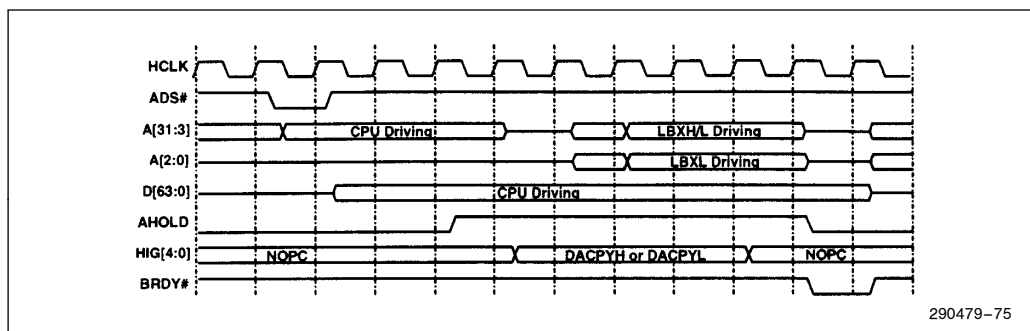 HCLK
ADS#
A[31:3] CPU Driving LBXH/L Driving
A[2:0] LBXL Driving
D[63:0] CPU Driving
AHOLD
HIG[4:0] NOPC DACPYH or DACPYL NOPC
BRDY#
290479–75